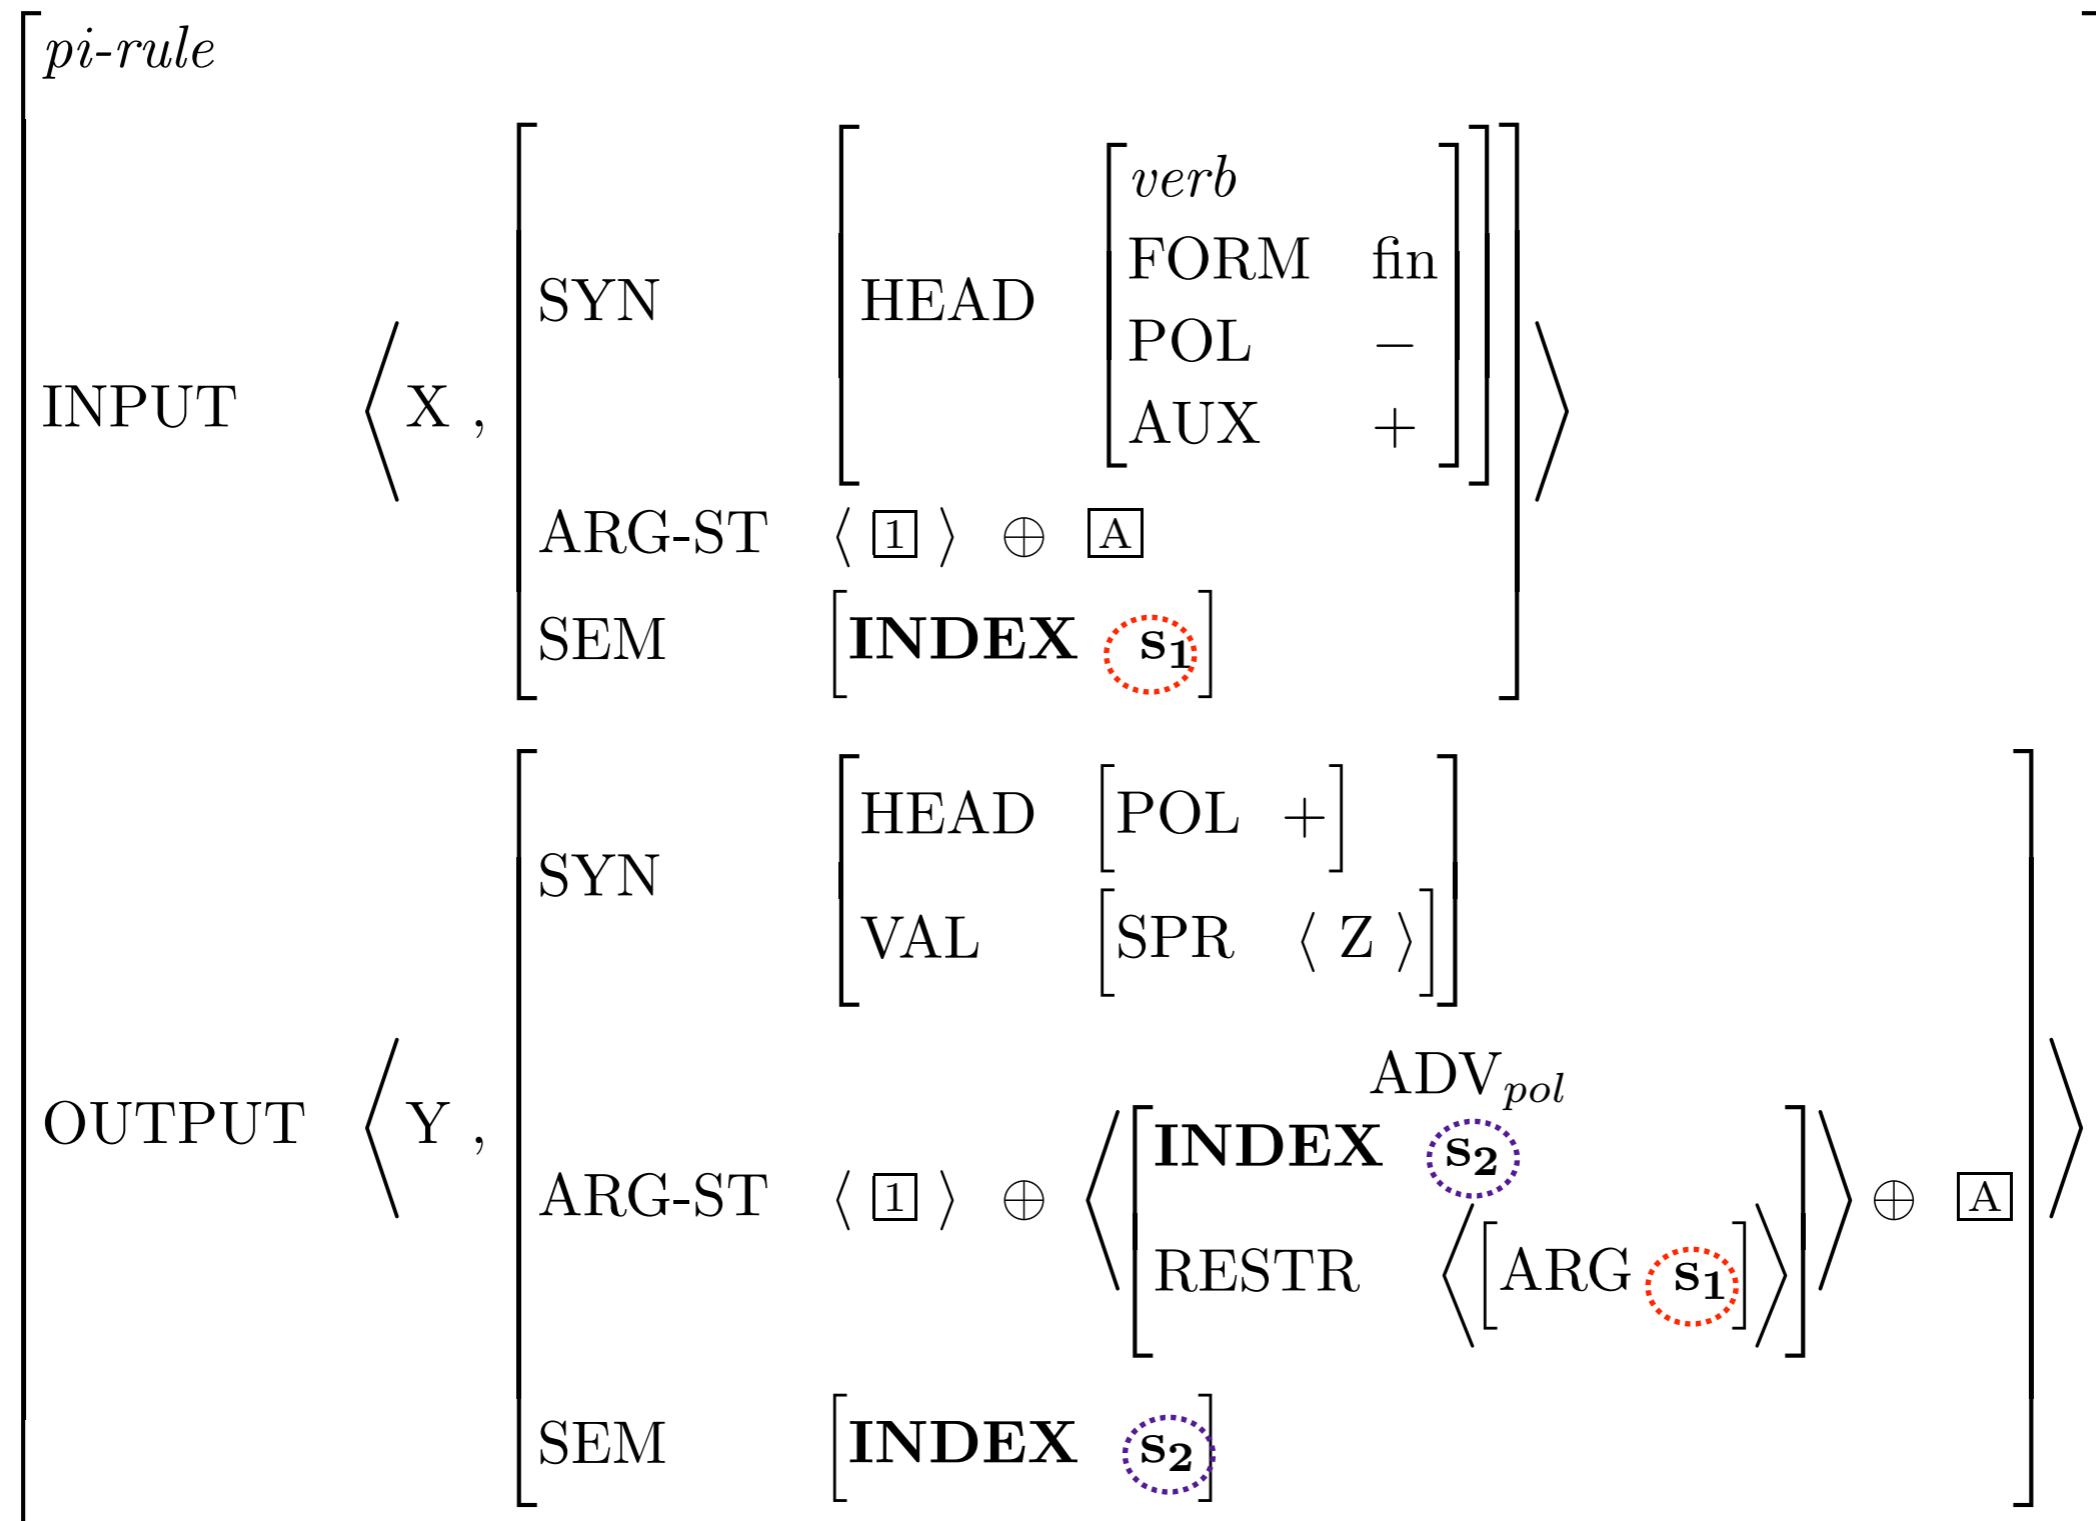 pi-rule
verb
FORM fin
SYN HEAD
POL −
INPUT ⟨ X ,
AUX + ⟩
ARG-ST ⟨ 1 ⟩ ⊕ A
SEM [INDEX s₁]
HEAD [POL +]
SYN
VAL [SPR ⟨ Z ⟩]
ADVpol
OUTPUT ⟨ Y ,
INDEX s₂
ARG-ST ⟨ 1 ⟩ ⊕ ⟨ ⟩ ⊕ A ⟩
RESTR ⟨[ARG s₁]⟩
SEM [INDEX s₂]